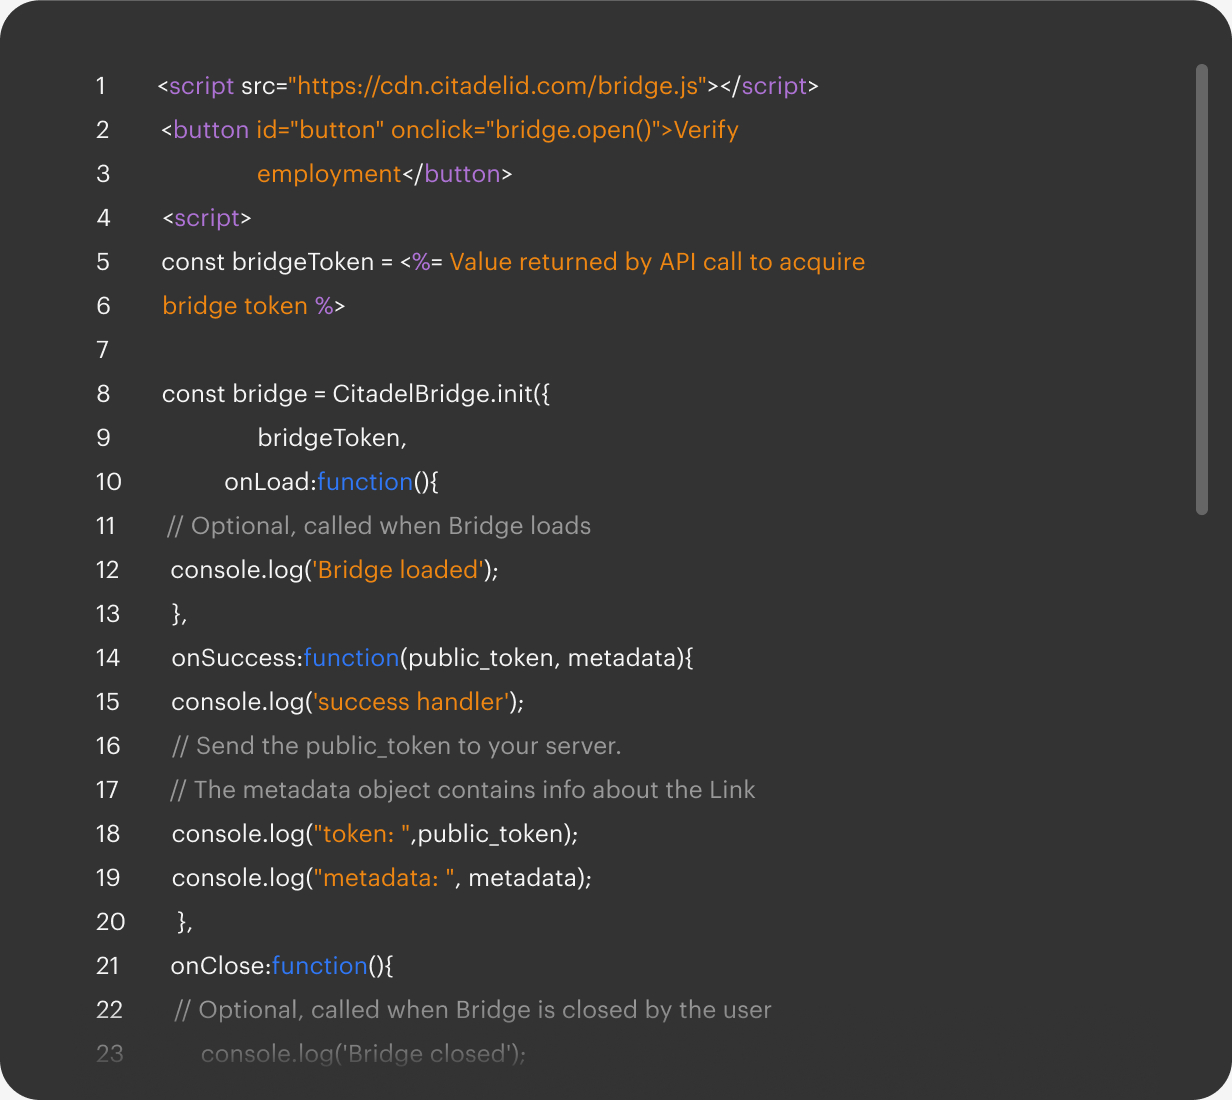 1 <script src="https://cdn.citadelid.com/bridge.js"></script>
2 <button id="button" onclick="bridge.open()">Verify
3 employment</button>
4 <script>
5 const bridgeToken = <%= Value returned by API call to acquire
6 bridge token %>
7
8 const bridge = CitadelBridge.init({
9 bridgeToken,
10 onLoad:function(){
11 // Optional, called when Bridge loads
12 console.log('Bridge loaded');
13 },
14 onSuccess:function(public_token, metadata){
15 console.log('success handler');
16 // Send the public_token to your server.
17 // The metadata object contains info about the Link
18 console.log("token: ",public_token);
19 console.log("metadata: ", metadata);
20 },
21 onClose:function(){
22 // Optional, called when Bridge is closed by the user
23 console.log('Bridge closed');